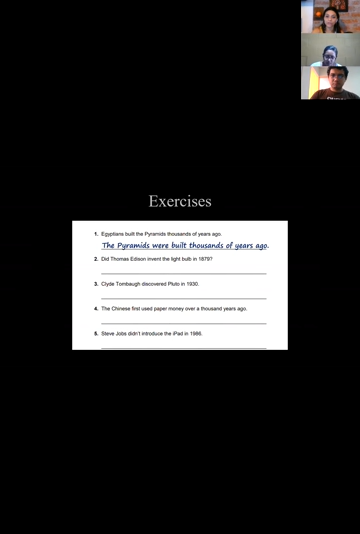 Exercises
1. Egyptians built the Pyramids thousands of years ago.
The Pyramids were built thousands of years ago.
2. Did Thomas Edison invent the light bulb in 1879?
3. Clyde Tombaugh discovered Pluto in 1930.
4. The Chinese first used paper money over a thousand years ago.
5. Steve Jobs didn't introduce the iPad in 1986.